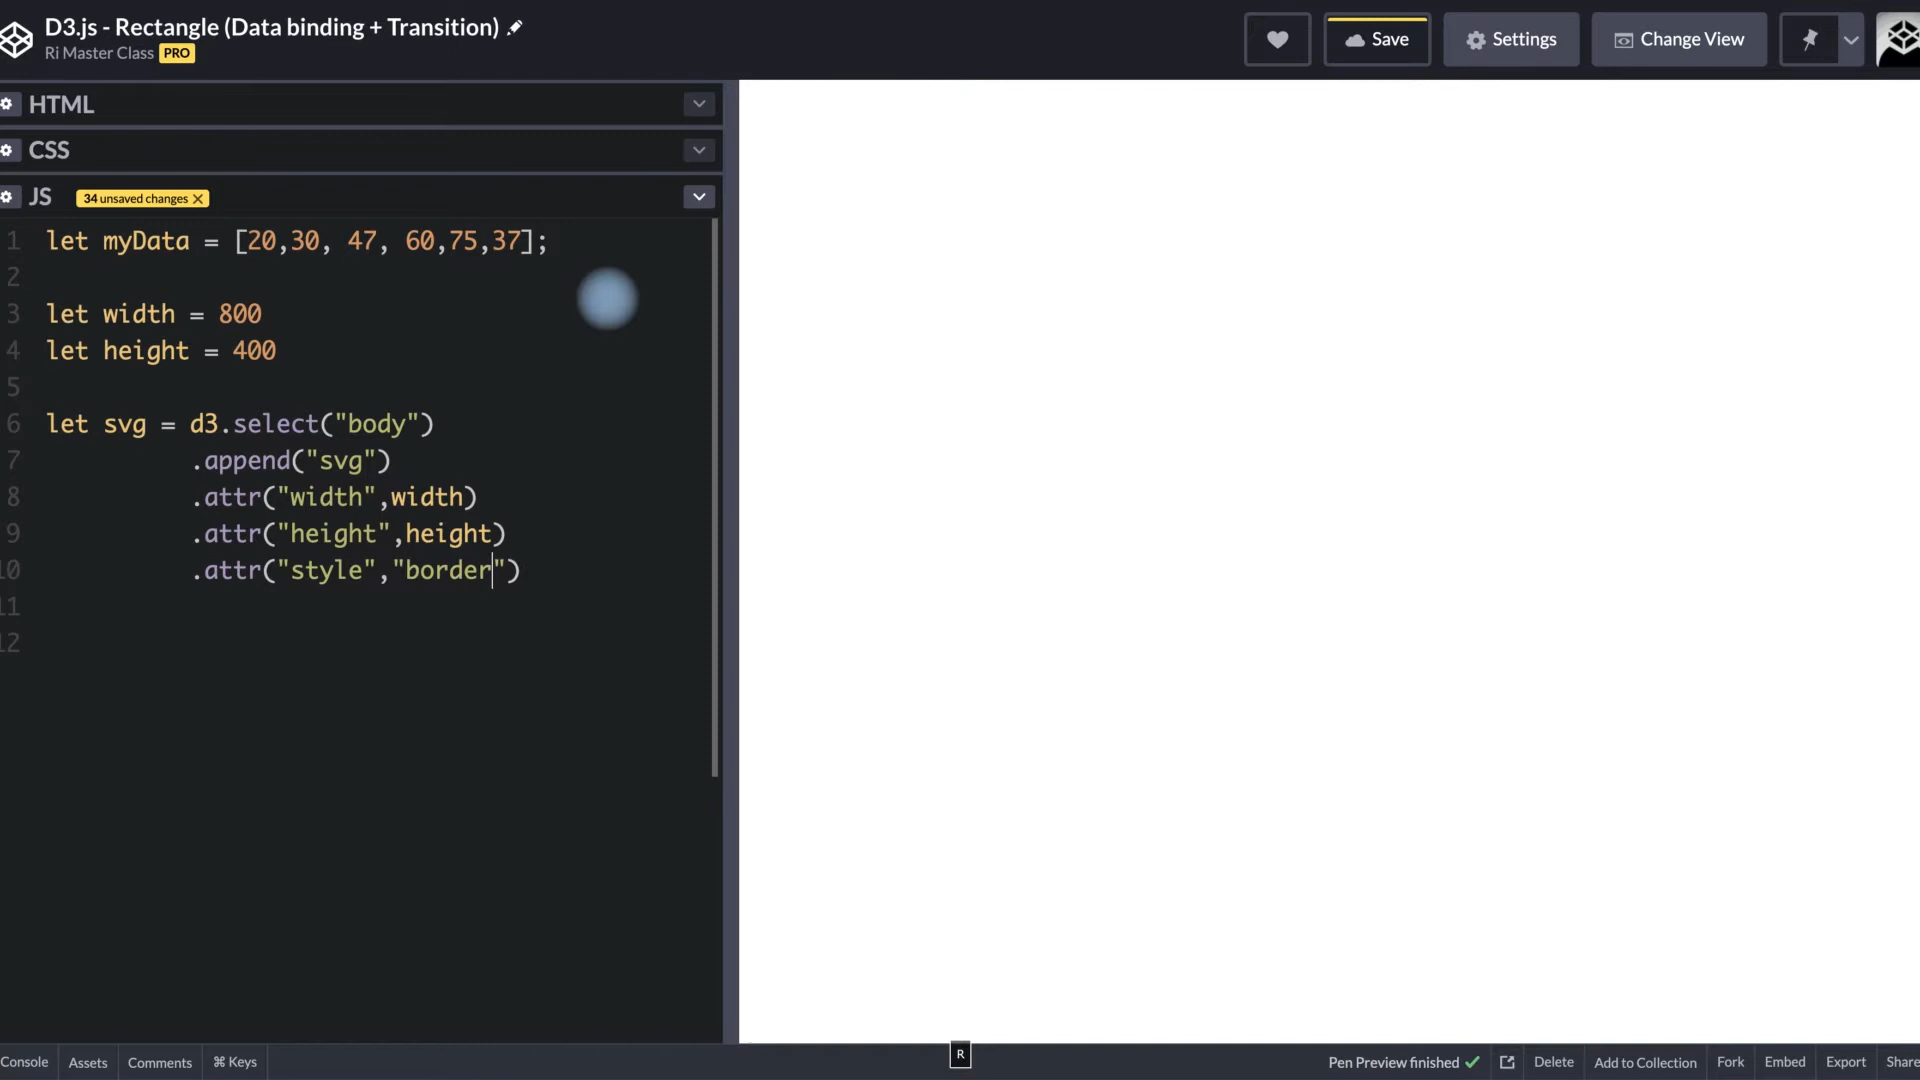 D3.js - Rectangle (Data binding + Transition)
Ri Master Class PRO
Save
Settings
Change View
HTML
CSS
JS 34 unsaved changes
1 let myData = [20,30, 47, 60,75,37];
2
3 let width = 800
4 let height = 400
5
6 let svg = d3.select("body")
7 .append("svg")
8 .attr("width",width)
9 .attr("height",height)
10 .attr("style","border")
11
12
Console
Assets
Comments
⌘ Keys
R
Pen Preview finished
Delete
Add to Collection
Fork
Embed
Export
Share